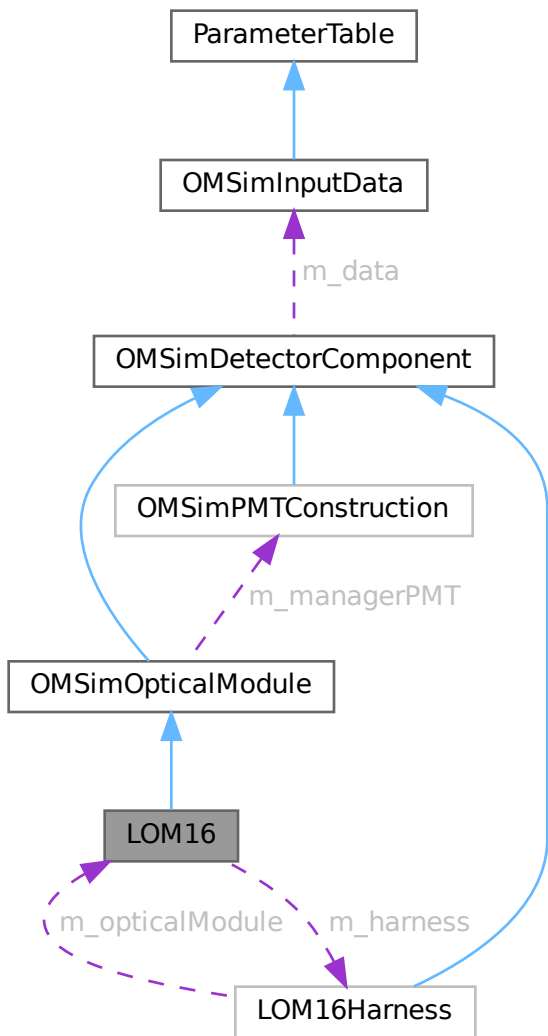 ParameterTable
OMSimInputData
m_data
OMSimDetectorComponent
OMSimPMTConstruction
m_managerPMT
OMSimOpticalModule
LOM16
m_opticalModule
m_harness
LOM16Harness